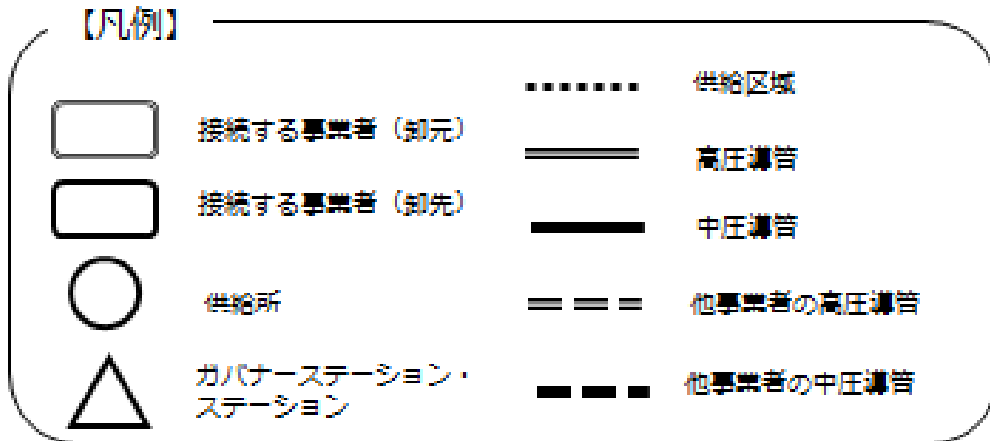 【凡例】
接続する事業者（卸元）
接続する事業者（卸先）
供給所
ガバナーステーション・
ステーション
供給区域
高圧導管
中圧導管
他事業者の高圧導管
他事業者の中圧導管